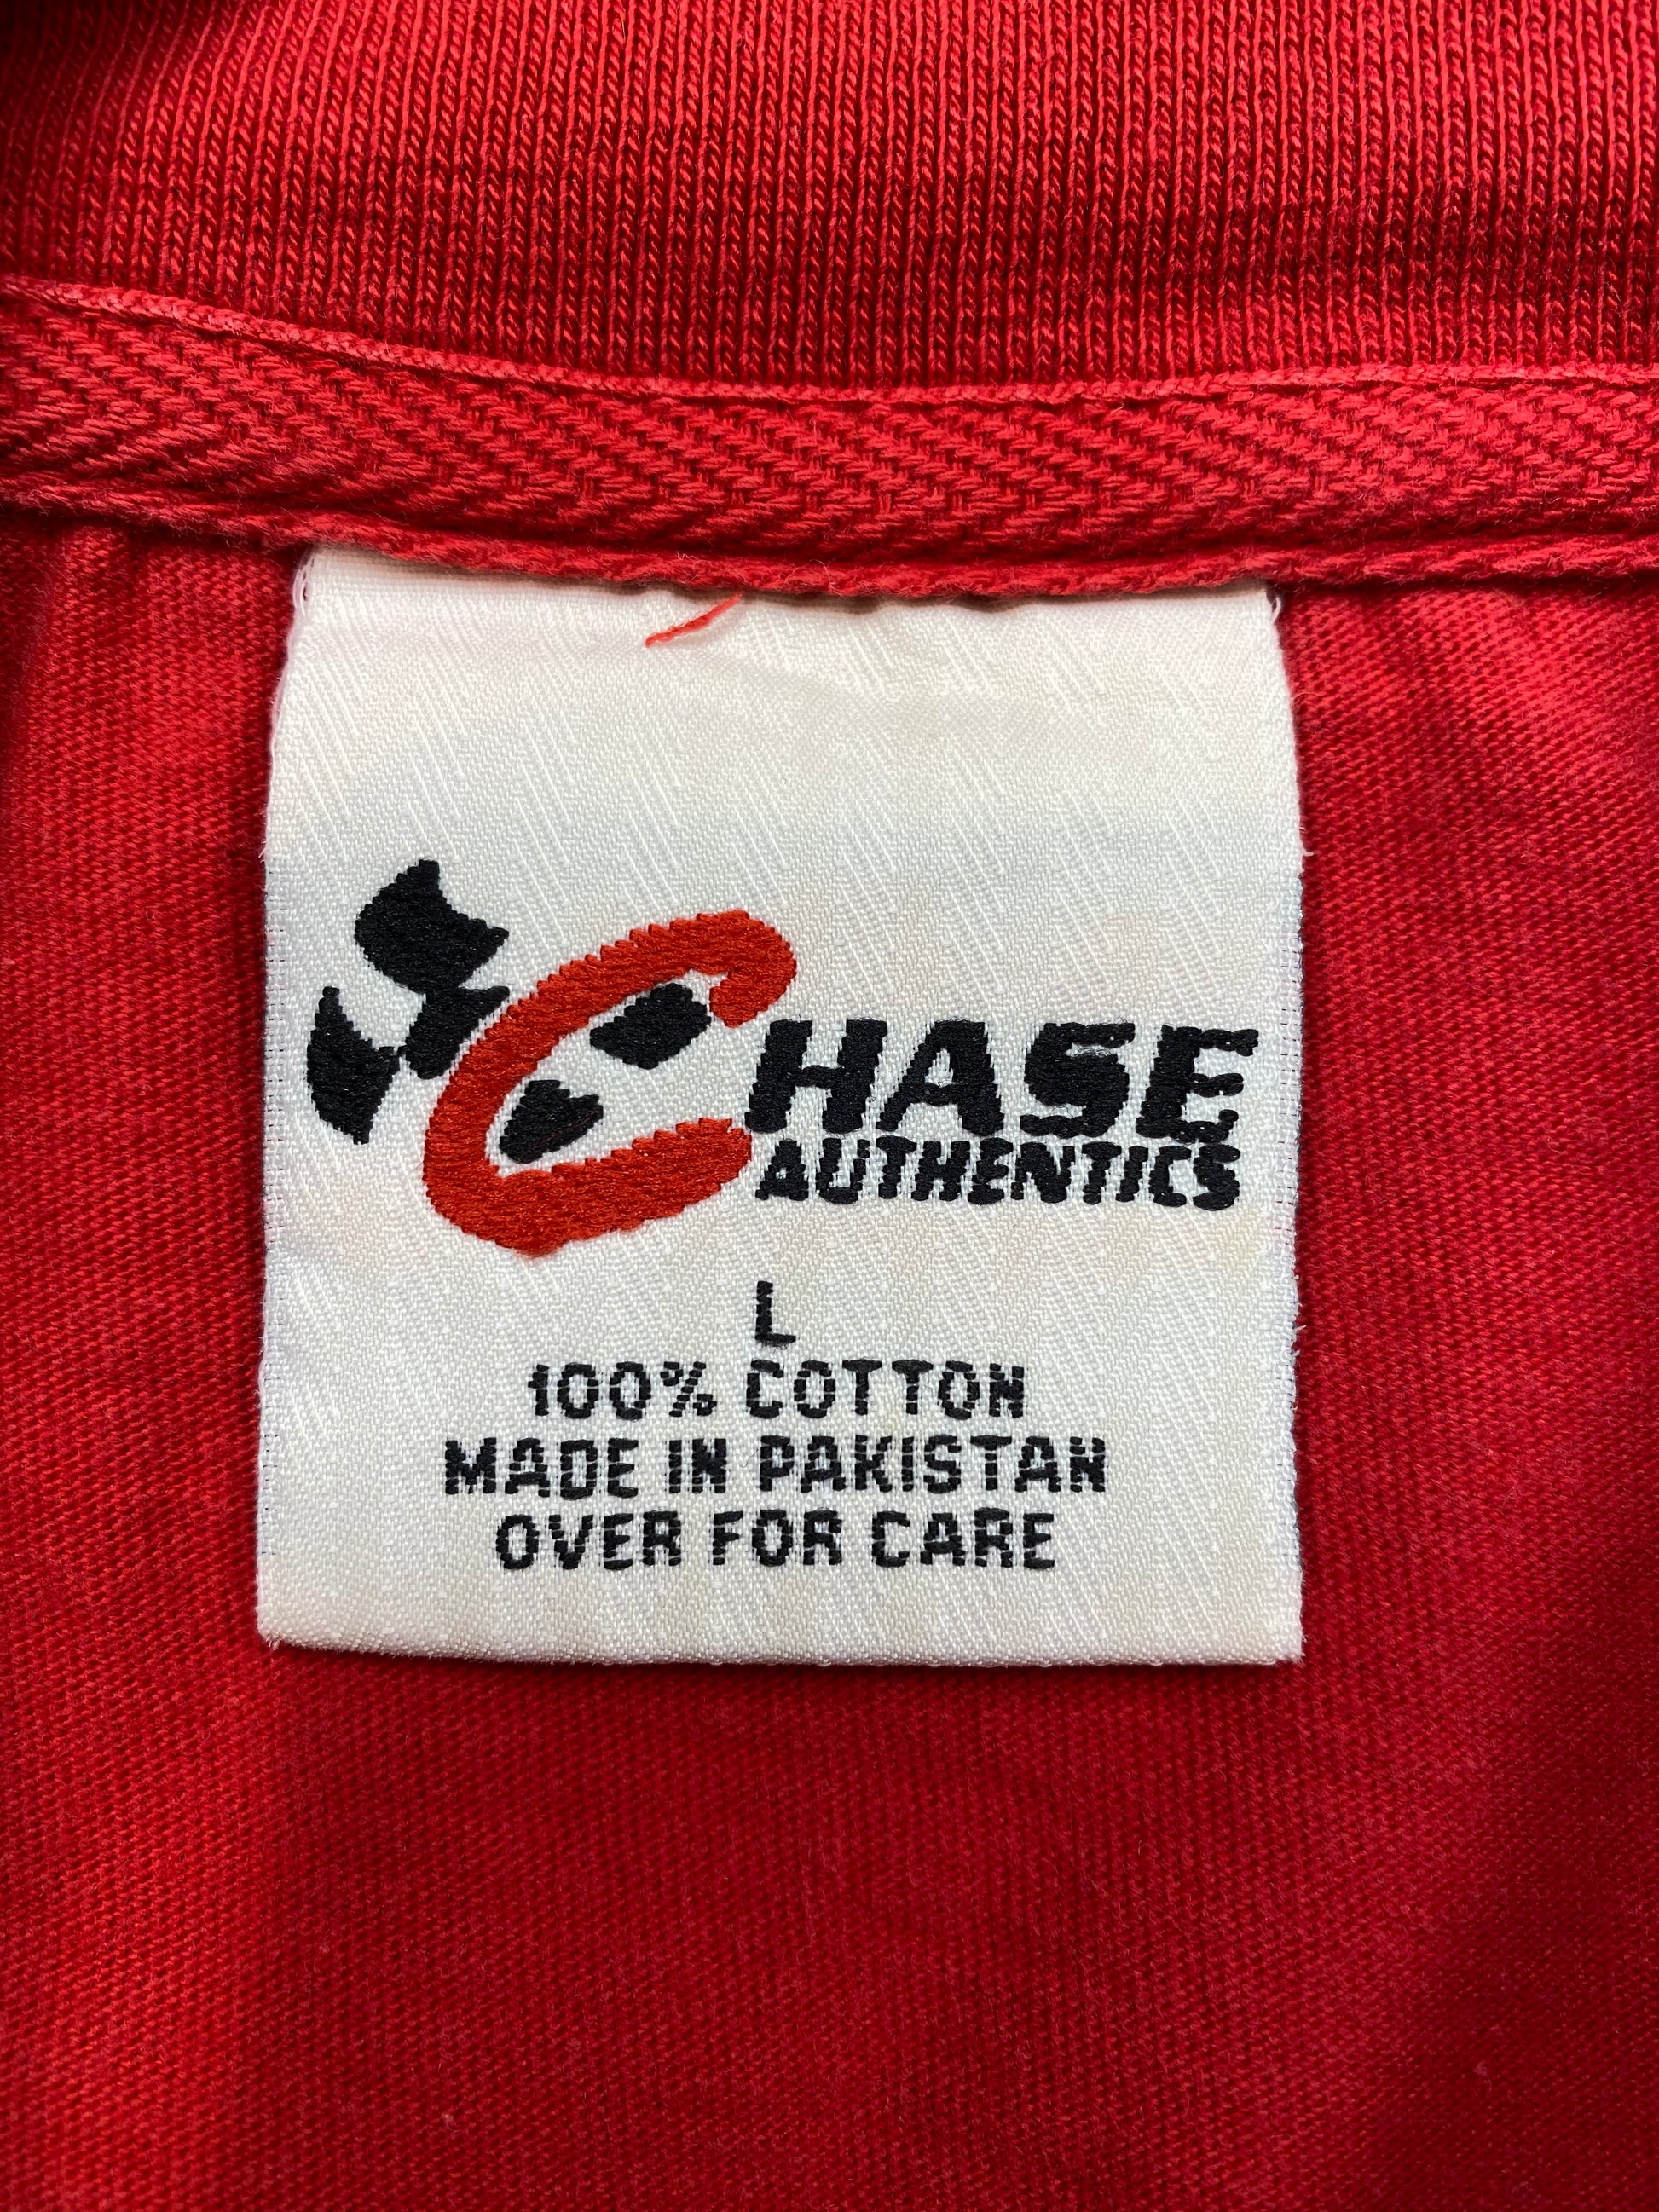 CHASE
AUTHENTICS
L
100% COTTON
MADE IN PAKISTAN
OVER FOR CARE